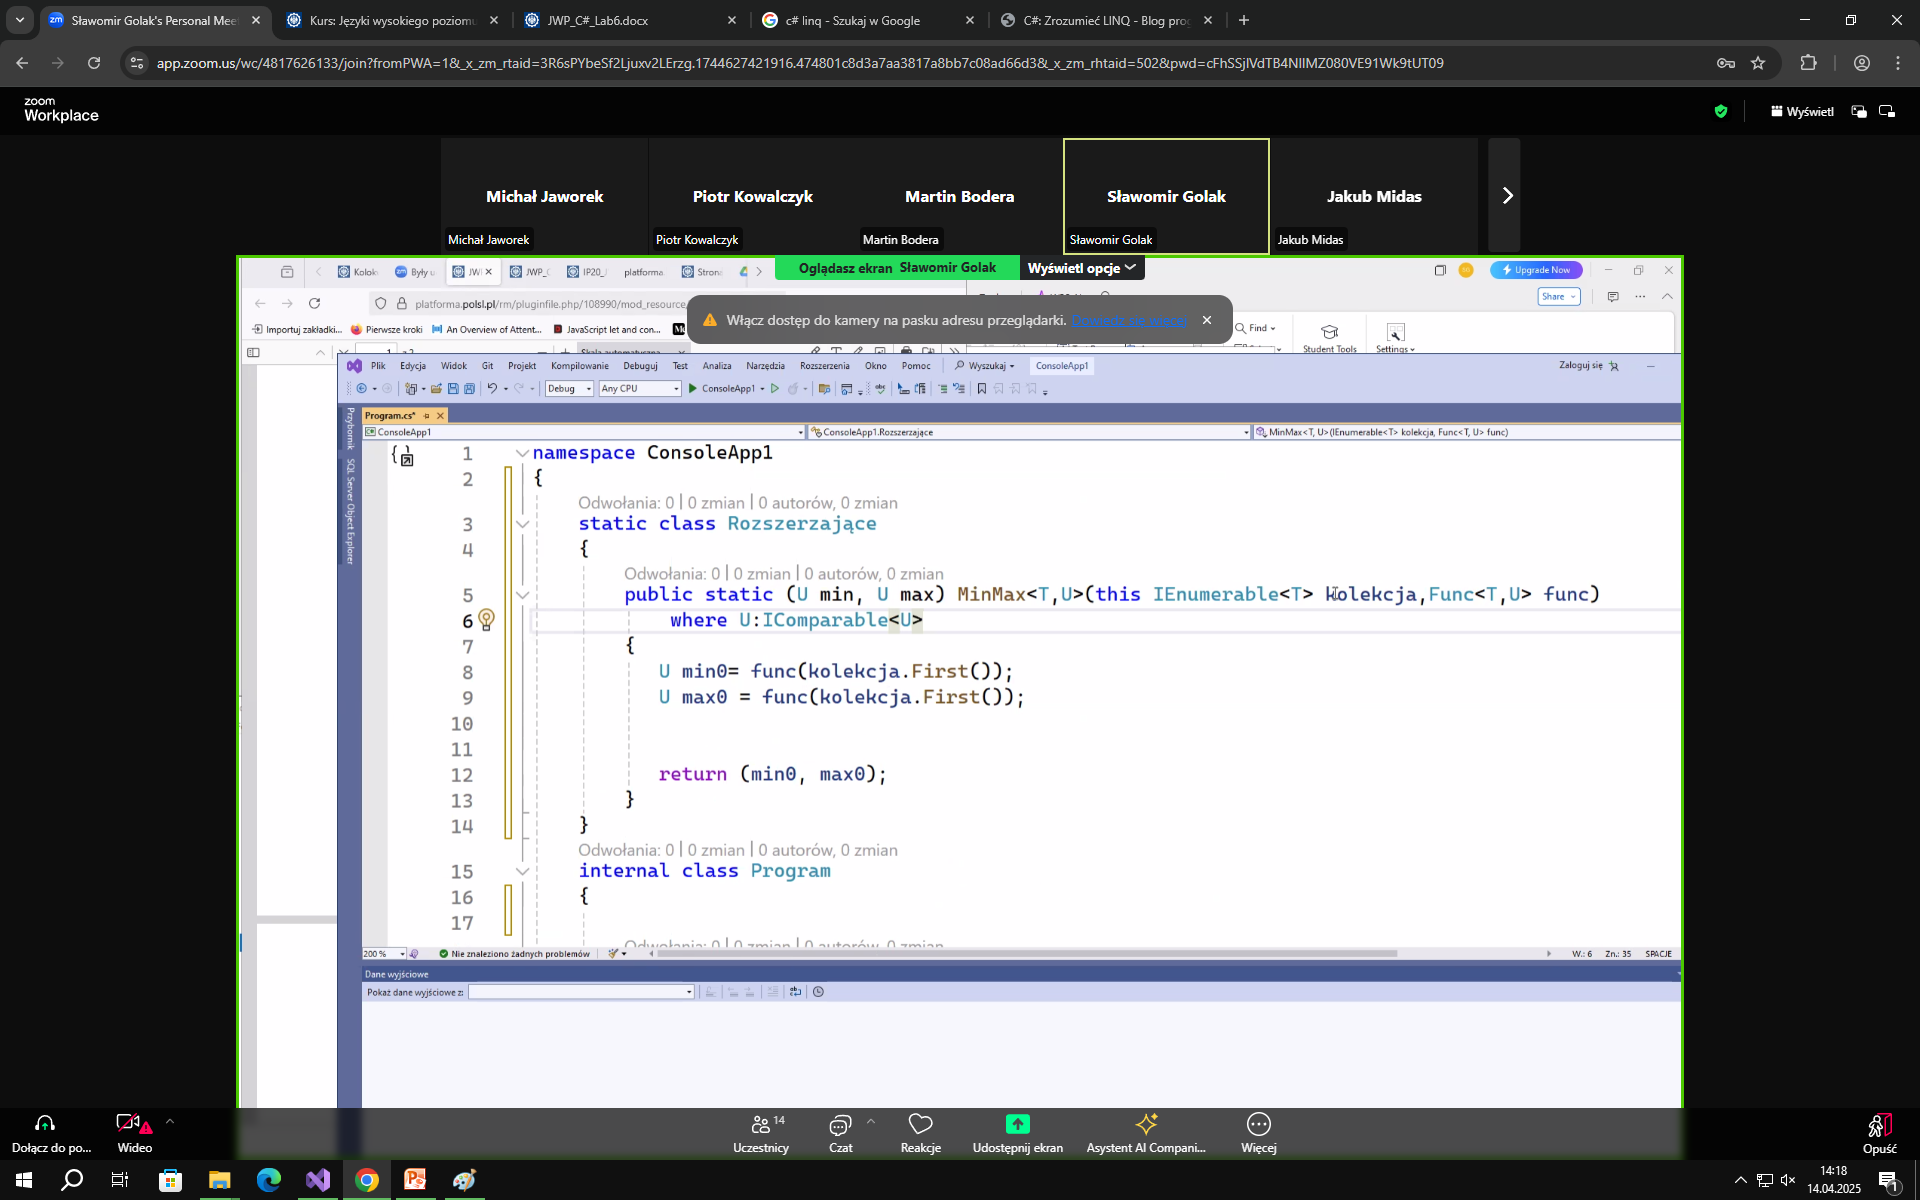 Sławomir Golak's Personal Mee
Kurs: Języki wysokiego poziomu
JWP_C#_Lab6.docx
c# linq - Szukaj w Google
C#: Zrozumieć LINQ - Blog pro
app.zoom.us/wc/4817626133/join?fromPWA=1&_x_zm_rtaid=3R6sPYbeSf2Ljuxv2LErzg.1744627421916.474801c8d3a7aa3817a8bb7c08ad66d3&_x_zm_rhtaid=502&pwd=cFhSSjlVdTB4NllMZ080VE91Wk9tUT09
zoom
Workplace
Wyświetl
Michał Jaworek
Piotr Kowalczyk
Martin Bodera
Sławomir Golak
Jakub Midas
Michał Jaworek
Piotr Kowalczyk
Martin Bodera
Sławomir Golak
Jakub Midas
Kolok
Były u
JWP
JWP_C
IP20_
platforma
Strona
Oglądasz ekran Sławomir Golak
Wyświetl opcje
Upgrade Now
platforma.polsl.pl/rm/pluginfile.php/108990/mod_resource
Share
Włącz dostęp do kamery na pasku adresu przeglądarki.
Importuj zakładki...
Pierwsze kroki
An Overview of Attent...
JavaScript let and con...
Find
Student Tools
Settings
1
z 2
Skala automatyczna
Plik
Edycja
Widok
Git
Projekt
Kompilowanie
Debuguj
Test
Analiza
Narzędzia
Rozszerzenia
Okno
Pomoc
Wyszukaj
ConsoleApp1
Zaloguj się
Debug
Any CPU
ConsoleApp1
Przybornik
SQL Server Object Explorer
Program.cs*
ConsoleApp1
ConsoleApp1.Rozszerzające
MinMax<T, U>(IEnumerable<T> kolekcja, Func<T, U> func)
1 namespace ConsoleApp1
2 {
Odwołania: 0 | 0 zmian | 0 autorów, 0 zmian
3 static class Rozszerzające
4 {
Odwołania: 0 | 0 zmian | 0 autorów, 0 zmian
5 public static (U min, U max) MinMax<T,U>(this IEnumerable<T> kolekcja,Func<T,U> func)
6 where U:IComparable<U>
7 {
8 U min0= func(kolekcja.First());
9 U max0 = func(kolekcja.First());
10
11
12 return (min0, max0);
13 }
14 }
Odwołania: 0 | 0 zmian | 0 autorów, 0 zmian
15 internal class Program
16 {
17
Odwołania: 0 | 0 zmian | 0 autorów, 0 zmian
200 %
Nie znaleziono żadnych problemów
W.: 6
Zn.: 35
SPACJE
Dane wyjściowe
Pokaż dane wyjściowe z:
Dołącz do po...
Wideo
Uczestnicy
14
Czat
Reakcje
Udostępnij ekran
Asystent AI Compani...
Więcej
Opuść
14:18
14.04.2025
1